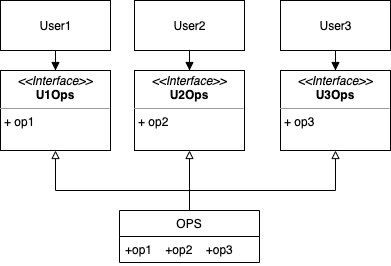 User1
User2
User3
<<Interface>>
U1Ops
+ op1
<<Interface>>
U2Ops
+ op2
<<Interface>>
U3Ops
+ op3
OPS
+op1 +op2 +op3